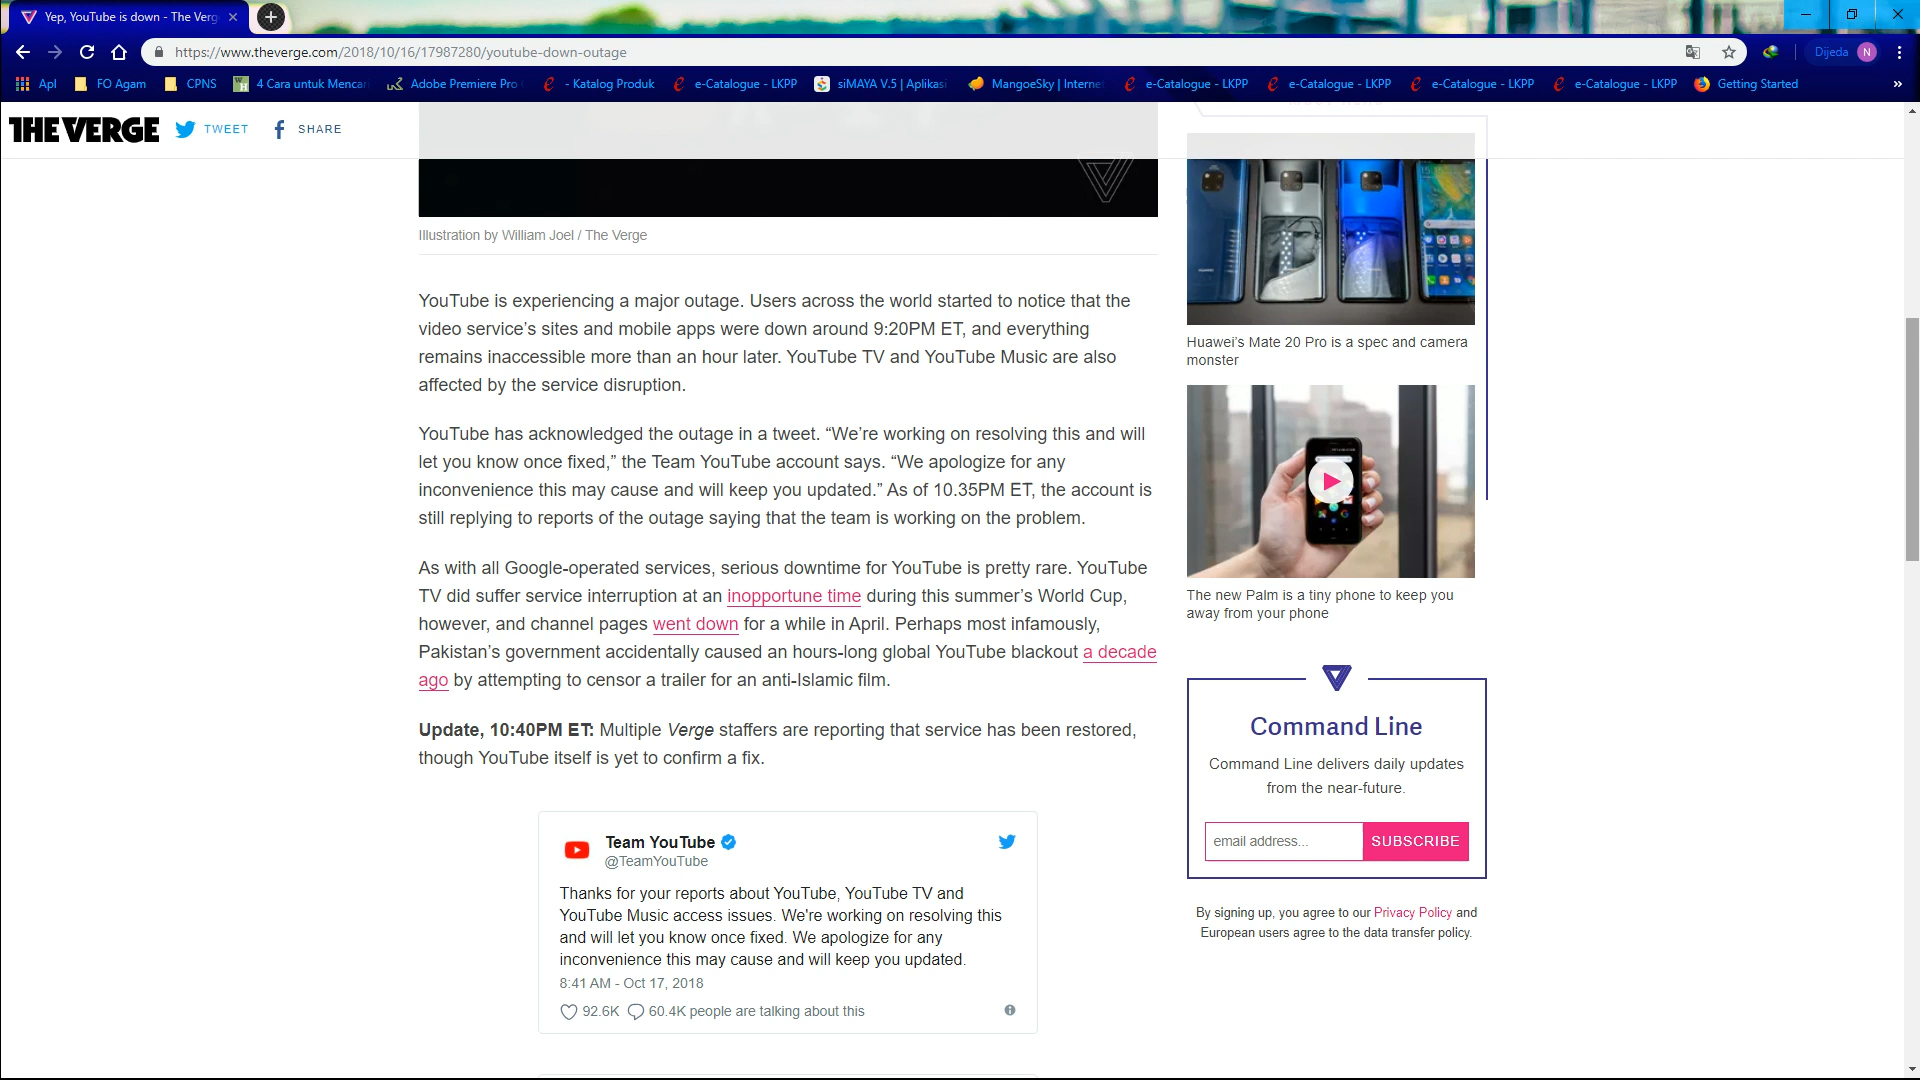 Yep, YouTube is down - The Verg
https://www.theverge.com/2018/10/16/17987280/youtube-down-outage
Dijeda N
Apl FO Agam CPNS 4 Cara untuk Mencari Adobe Premiere Pro - Katalog Produk e-Catalogue - LKPP siMAYA V.5 | Aplikasi MangoeSky | Internet e-Catalogue - LKPP e-Catalogue - LKPP e-Catalogue - LKPP e-Catalogue - LKPP Getting Started »
THE VERGE TWEET SHARE
Illustration by William Joel / The Verge
YouTube is experiencing a major outage. Users across the world started to notice that the
video service’s sites and mobile apps were down around 9:20PM ET, and everything
remains inaccessible more than an hour later. YouTube TV and YouTube Music are also
affected by the service disruption.
YouTube has acknowledged the outage in a tweet. “We’re working on resolving this and will
let you know once fixed,” the Team YouTube account says. “We apologize for any
inconvenience this may cause and will keep you updated.” As of 10.35PM ET, the account is
still replying to reports of the outage saying that the team is working on the problem.
As with all Google-operated services, serious downtime for YouTube is pretty rare. YouTube
TV did suffer service interruption at an inopportune time during this summer’s World Cup,
however, and channel pages went down for a while in April. Perhaps most infamously,
Pakistan’s government accidentally caused an hours-long global YouTube blackout a decade
ago by attempting to censor a trailer for an anti-Islamic film.
Update, 10:40PM ET: Multiple Verge staffers are reporting that service has been restored,
though YouTube itself is yet to confirm a fix.
Team YouTube
@TeamYouTube
Thanks for your reports about YouTube, YouTube TV and
YouTube Music access issues. We're working on resolving this
and will let you know once fixed. We apologize for any
inconvenience this may cause and will keep you updated.
8:41 AM - Oct 17, 2018
92.6K 60.4K people are talking about this
Huawei’s Mate 20 Pro is a spec and camera
monster
The new Palm is a tiny phone to keep you
away from your phone
Command Line
Command Line delivers daily updates
from the near-future.
email address... SUBSCRIBE
By signing up, you agree to our Privacy Policy and
European users agree to the data transfer policy.